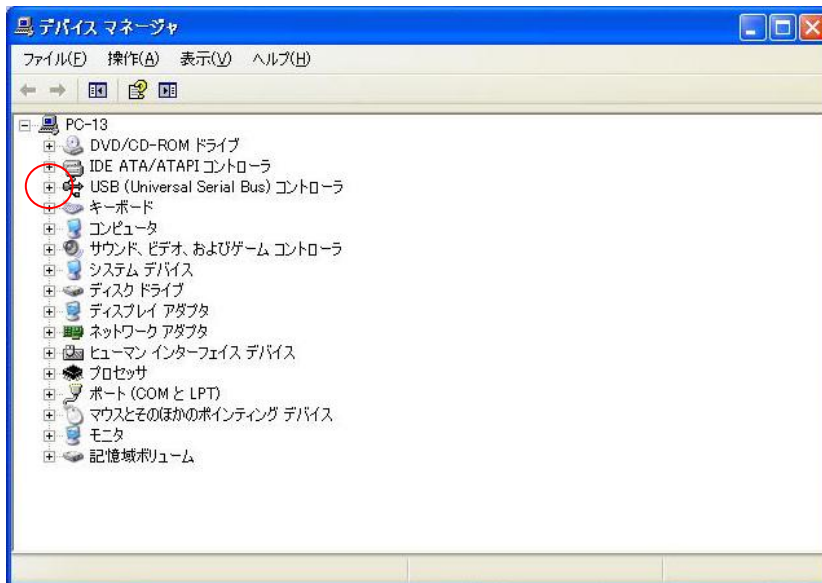 デバイス マネージャ
ファイル(F) 操作(A) 表示(V) ヘルプ(H)
PC-13
DVD/CD-ROM ドライブ
IDE ATA/ATAPI コントローラ
USB (Universal Serial Bus) コントローラ
キーボード
コンピュータ
サウンド、ビデオ、およびゲーム コントローラ
システム デバイス
ディスク ドライブ
ディスプレイ アダプタ
ネットワーク アダプタ
ヒューマン インターフェイス デバイス
プロセッサ
ポート (COM と LPT)
マウスとそのほかのポインティング デバイス
モニタ
記憶域ボリューム